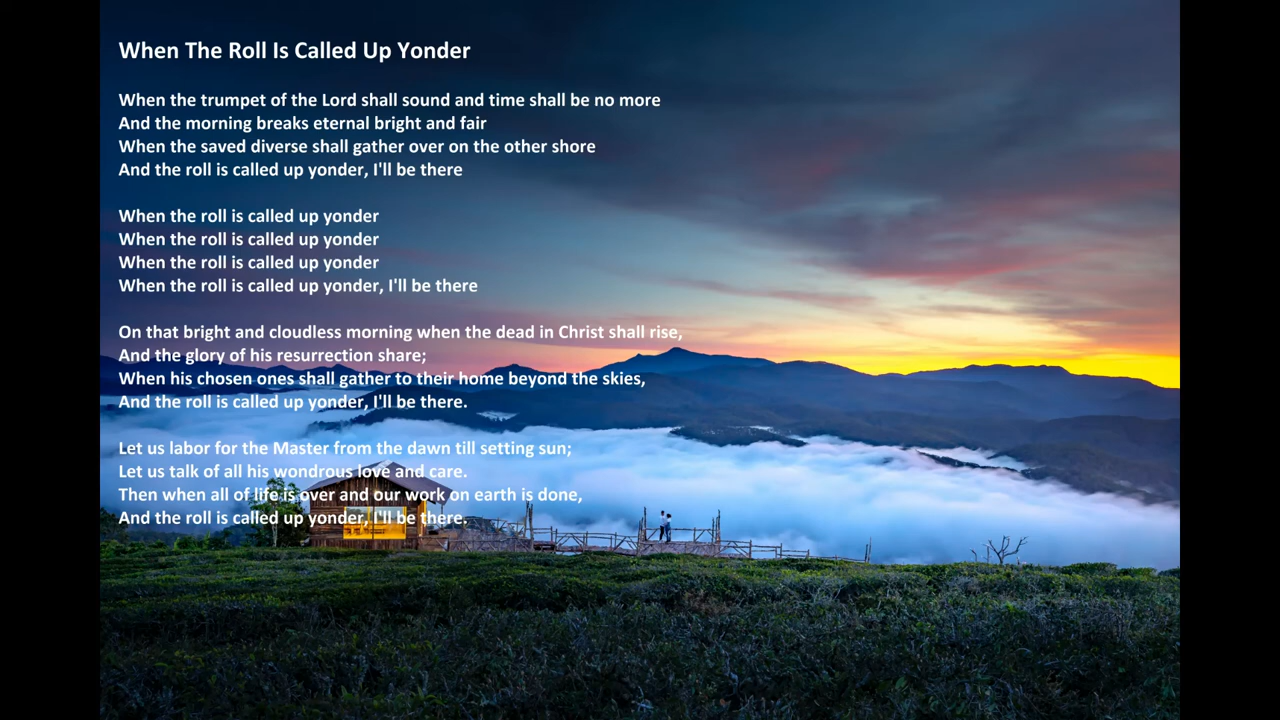 When The Roll Is Called Up Yonder
When the trumpet of the Lord shall sound and time shall be no more
And the morning breaks eternal bright and fair
When the saved diverse shall gather over on the other shore
And the roll is called up yonder, I'll be there
When the roll is called up yonder
When the roll is called up yonder
When the roll is called up yonder
When the roll is called up yonder, I'll be there
On that bright and cloudless morning when the dead in Christ shall rise,
And the glory of his resurrection share;
When his chosen ones shall gather to their home beyond the skies,
And the roll is called up yonder, I'll be there.
Let us labor for the Master from the dawn till setting sun;
Let us talk of all his wondrous love and care.
Then when all of life is over and our work on earth is done,
And the roll is called up yonder, I'll be there.